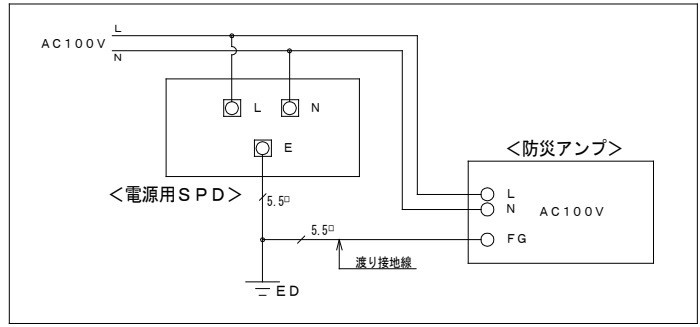 L
AC100V
N
L N
E
<防災アンプ>
<電源用SPD>
5.5□
L
N AC100V
5.5□
FG
渡り接地線
ED